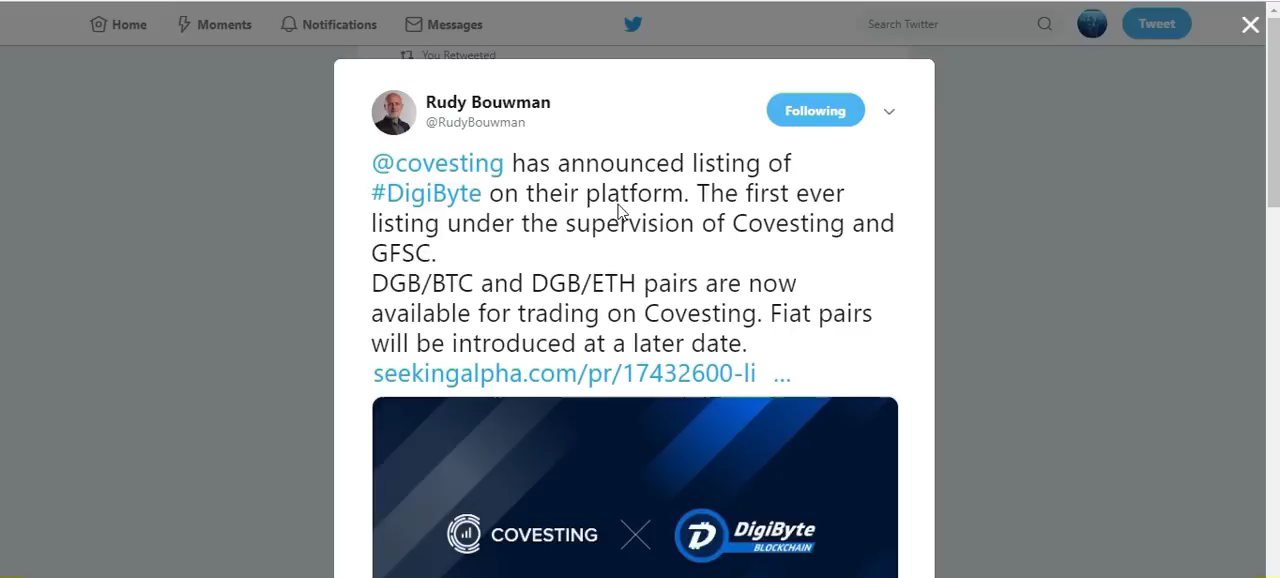 Home Moments Notifications Messages Search Twitter Tweet
You Retweeted
Rudy Bouwman
@RudyBouwman
Following
@covesting has announced listing of
#DigiByte on their platform. The first ever
listing under the supervision of Covesting and
GFSC.
DGB/BTC and DGB/ETH pairs are now
available for trading on Covesting. Fiat pairs
will be introduced at a later date.
seekingalpha.com/pr/17432600-li ...
COVESTING DigiByte
BLOCKCHAIN